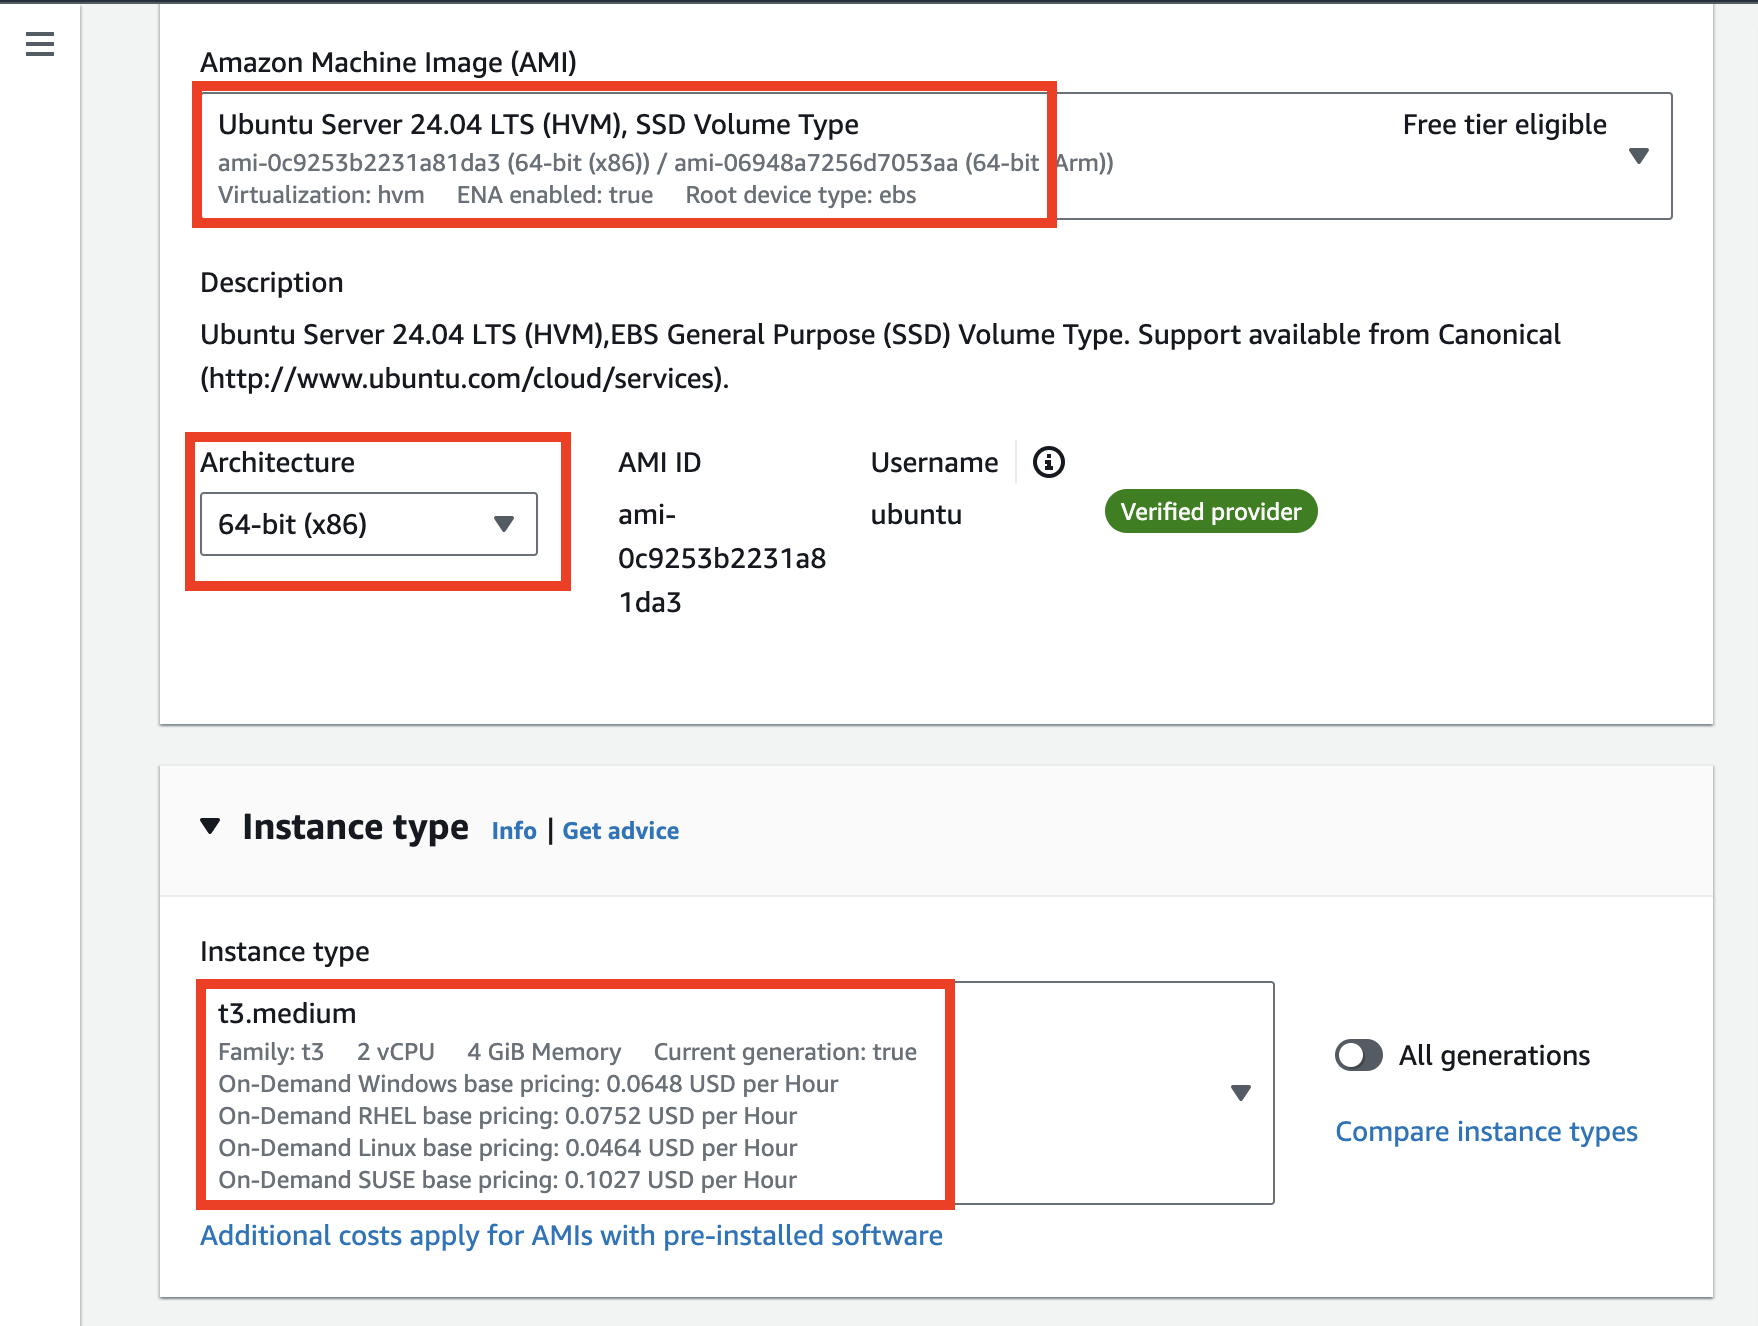 Amazon Machine Image (AMI)
Ubuntu Server 24.04 LTS (HVM), SSD Volume Type
Free tier eligible
ami-0c9253b2231a81da3 (64-bit (x86)) / ami-06948a7256d7053aa (64-bit Arm))
Virtualization: hvm ENA enabled: true Root device type: ebs
Description
Ubuntu Server 24.04 LTS (HVM),EBS General Purpose (SSD) Volume Type. Support available from Canonical
(http://www.ubuntu.com/cloud/services).
Architecture
64-bit (x86)
AMI ID
ami-
0c9253b2231a8
1da3
Username
ubuntu
Verified provider
Instance type Info | Get advice
Instance type
t3.medium
Family: t3 2 vCPU 4 GiB Memory Current generation: true
On-Demand Windows base pricing: 0.0648 USD per Hour
On-Demand RHEL base pricing: 0.0752 USD per Hour
On-Demand Linux base pricing: 0.0464 USD per Hour
On-Demand SUSE base pricing: 0.1027 USD per Hour
All generations
Compare instance types
Additional costs apply for AMIs with pre-installed software